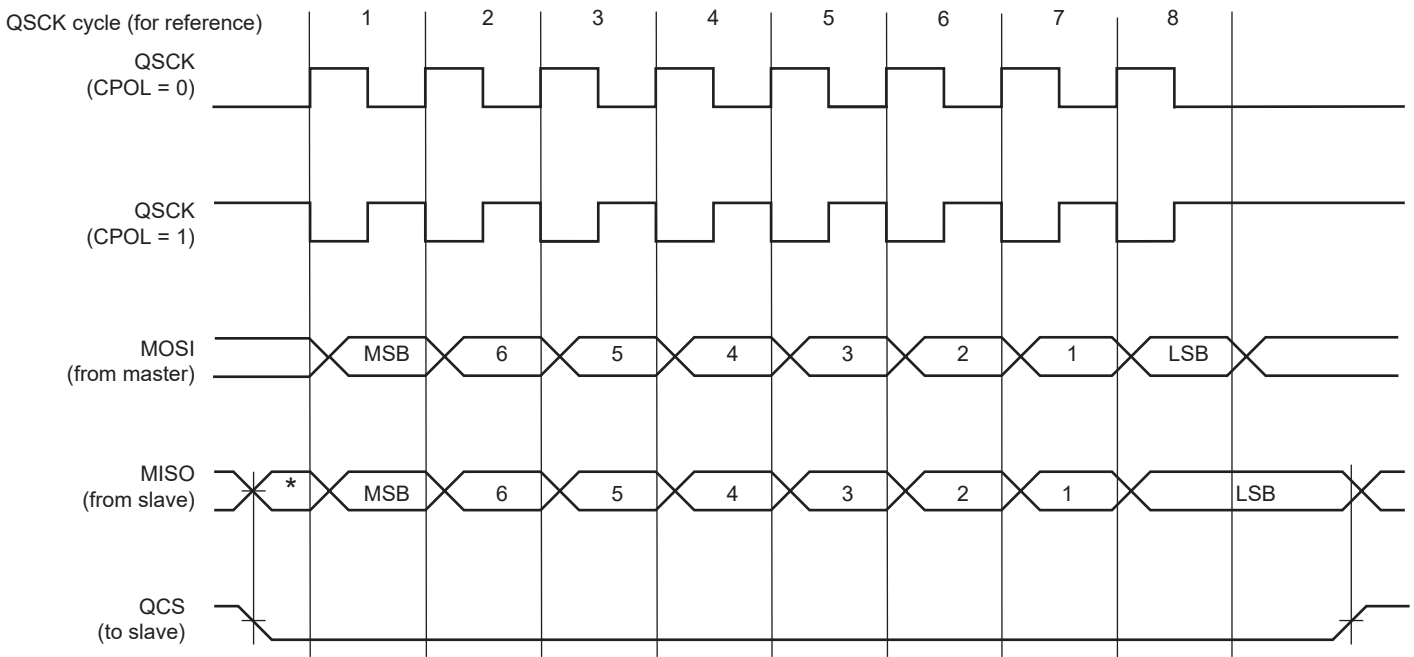 QSCK cycle (for reference) 1 2 3 4 5 6 7 8
QSCK
(CPOL = 0)
QSCK
(CPOL = 1)
MOSI
(from master)
MSB 6 5 4 3 2 1 LSB
MISO
(from slave)
* MSB 6 5 4 3 2 1 LSB
QCS
(to slave)